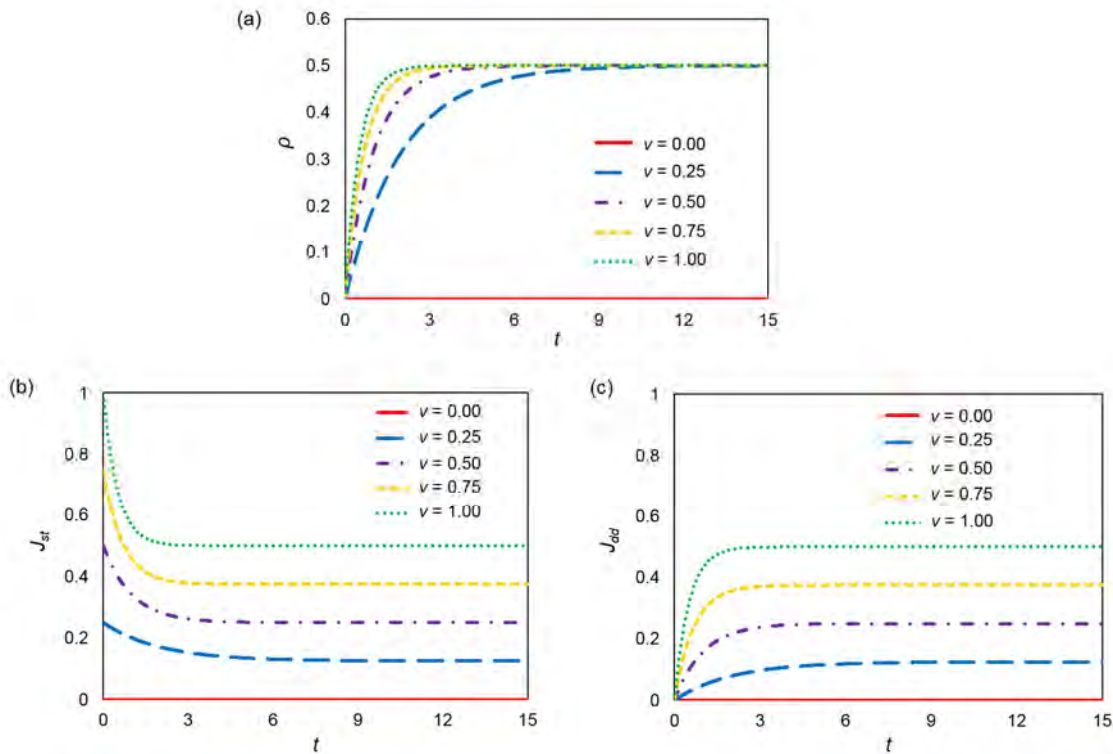 (a)
0.6
0.5
0.4
0.3
0.2
0.1
0
ρ
v = 0.00
v = 0.25
v = 0.50
v = 0.75
v = 1.00
0 3 6 9 12 15
t
(b)
1
0.8
0.6
0.4
0.2
0
J_st
v = 0.00
v = 0.25
v = 0.50
v = 0.75
v = 1.00
0 3 6 9 12 15
t
(c)
1
0.8
0.6
0.4
0.2
0
J_dd
v = 0.00
v = 0.25
v = 0.50
v = 0.75
v = 1.00
0 3 6 9 12 15
t